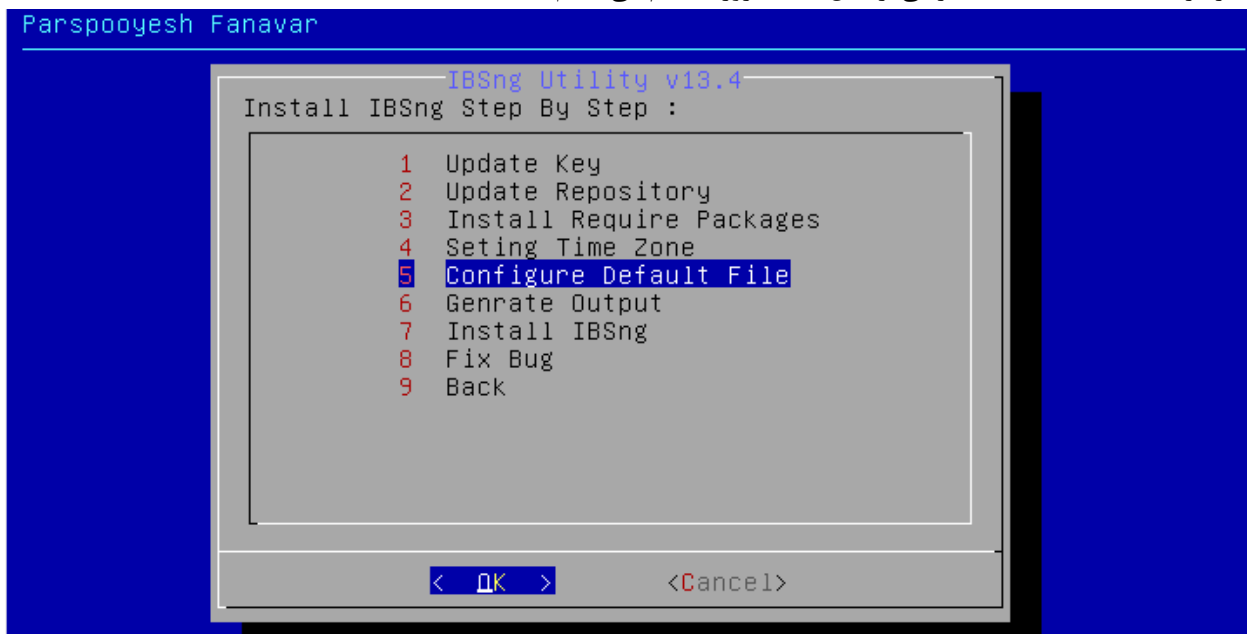 Parspooyesh Fanavar
IBSng Utility v13.4
Install IBSng Step By Step :
1 Update Key
2 Update Repository
3 Install Require Packages
4 Seting Time Zone
5 Configure Default File
6 Genrate Output
7 Install IBSng
8 Fix Bug
9 Back
< OK > <Cancel>